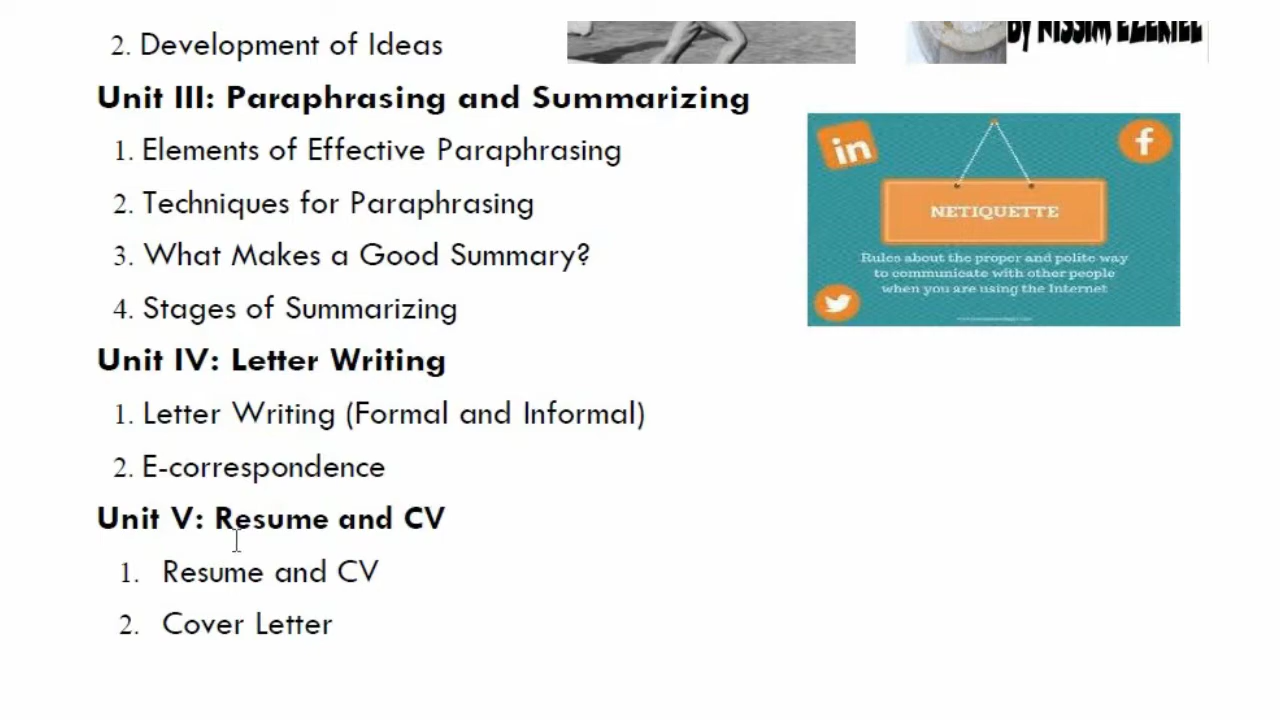 2. Development of Ideas
BY NISSIM EZEKIEL
Unit III: Paraphrasing and Summarizing
1. Elements of Effective Paraphrasing
2. Techniques for Paraphrasing
3. What Makes a Good Summary?
4. Stages of Summarizing
in
f
NETIQUETTE
Rules about the proper and polite way
to communicate with other people
when you are using the Internet
Unit IV: Letter Writing
1. Letter Writing (Formal and Informal)
2. E-correspondence
Unit V: Resume and CV
1. Resume and CV
2. Cover Letter